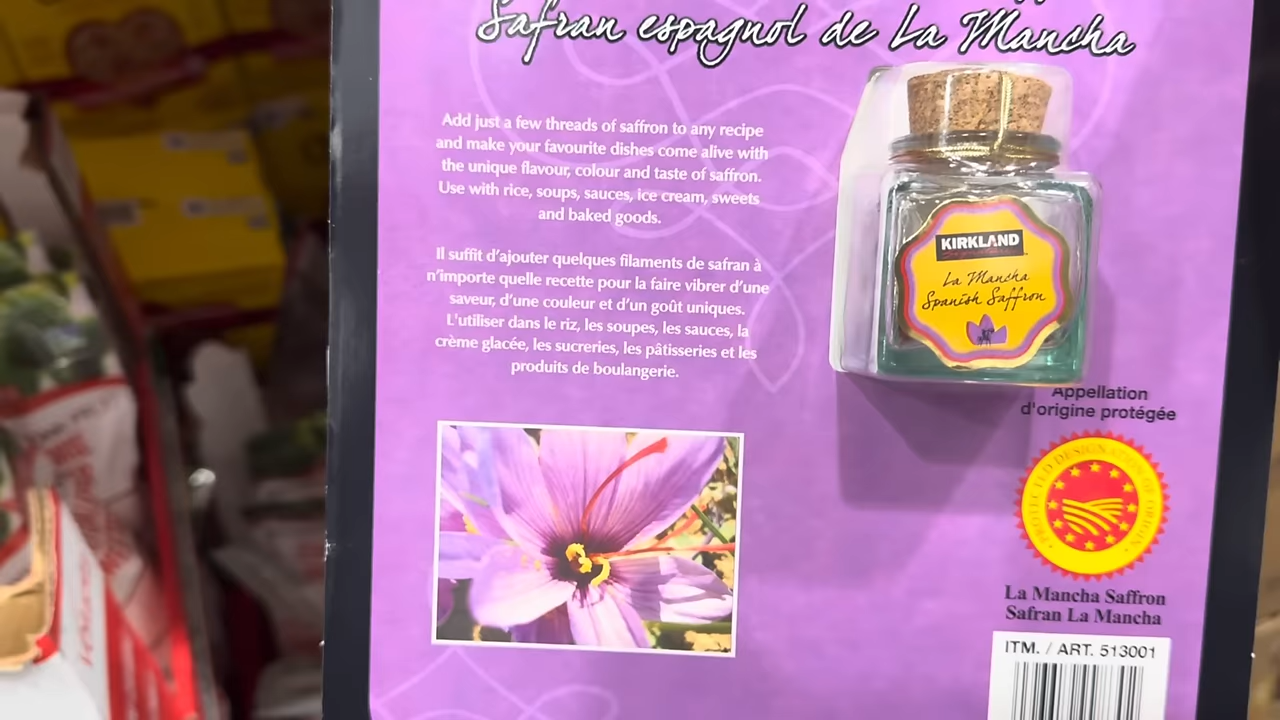 Safran espagnol de La Mancha
Add just a few threads of saffron to any recipe
and make your favourite dishes come alive with
the unique flavour, colour and taste of saffron.
Use with rice, soups, sauces, ice cream, sweets
and baked goods.
Il suffit d'ajouter quelques filaments de safran à
n'importe quelle recette pour la faire vibrer d'une
saveur, d'une couleur et d'un goût uniques.
L'utiliser dans le riz, les soupes, les sauces, la
crème glacée, les sucreries, les pâtisseries et les
produits de boulangerie.
KIRKLAND
Signature
La Mancha
Spanish Saffron
Appellation
d'origine protégée
PROTECTED DESIGNATION OF ORIGIN
La Mancha Saffron
Safran La Mancha
ITM. / ART. 513001